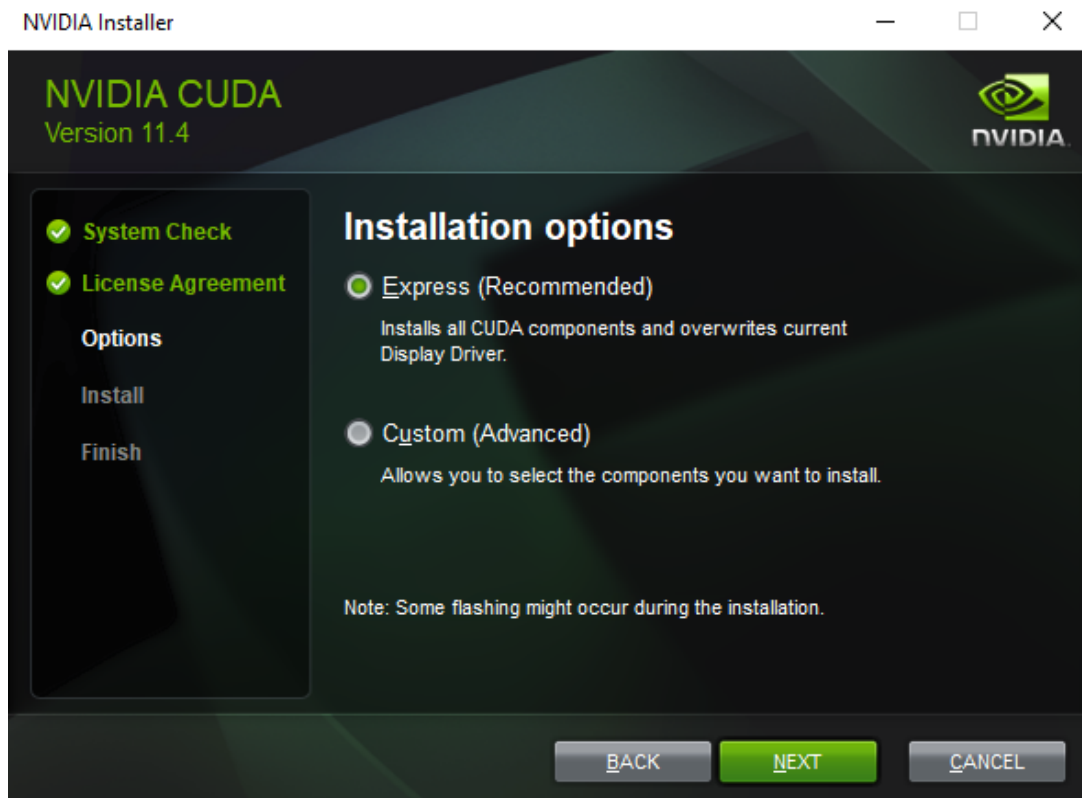 NVIDIA Installer
NVIDIA CUDA
Version 11.4
NVIDIA.
System Check
License Agreement
Options
Install
Finish
Installation options
Express (Recommended)
Installs all CUDA components and overwrites current
Display Driver.
Custom (Advanced)
Allows you to select the components you want to install.
Note: Some flashing might occur during the installation.
BACK
NEXT
CANCEL